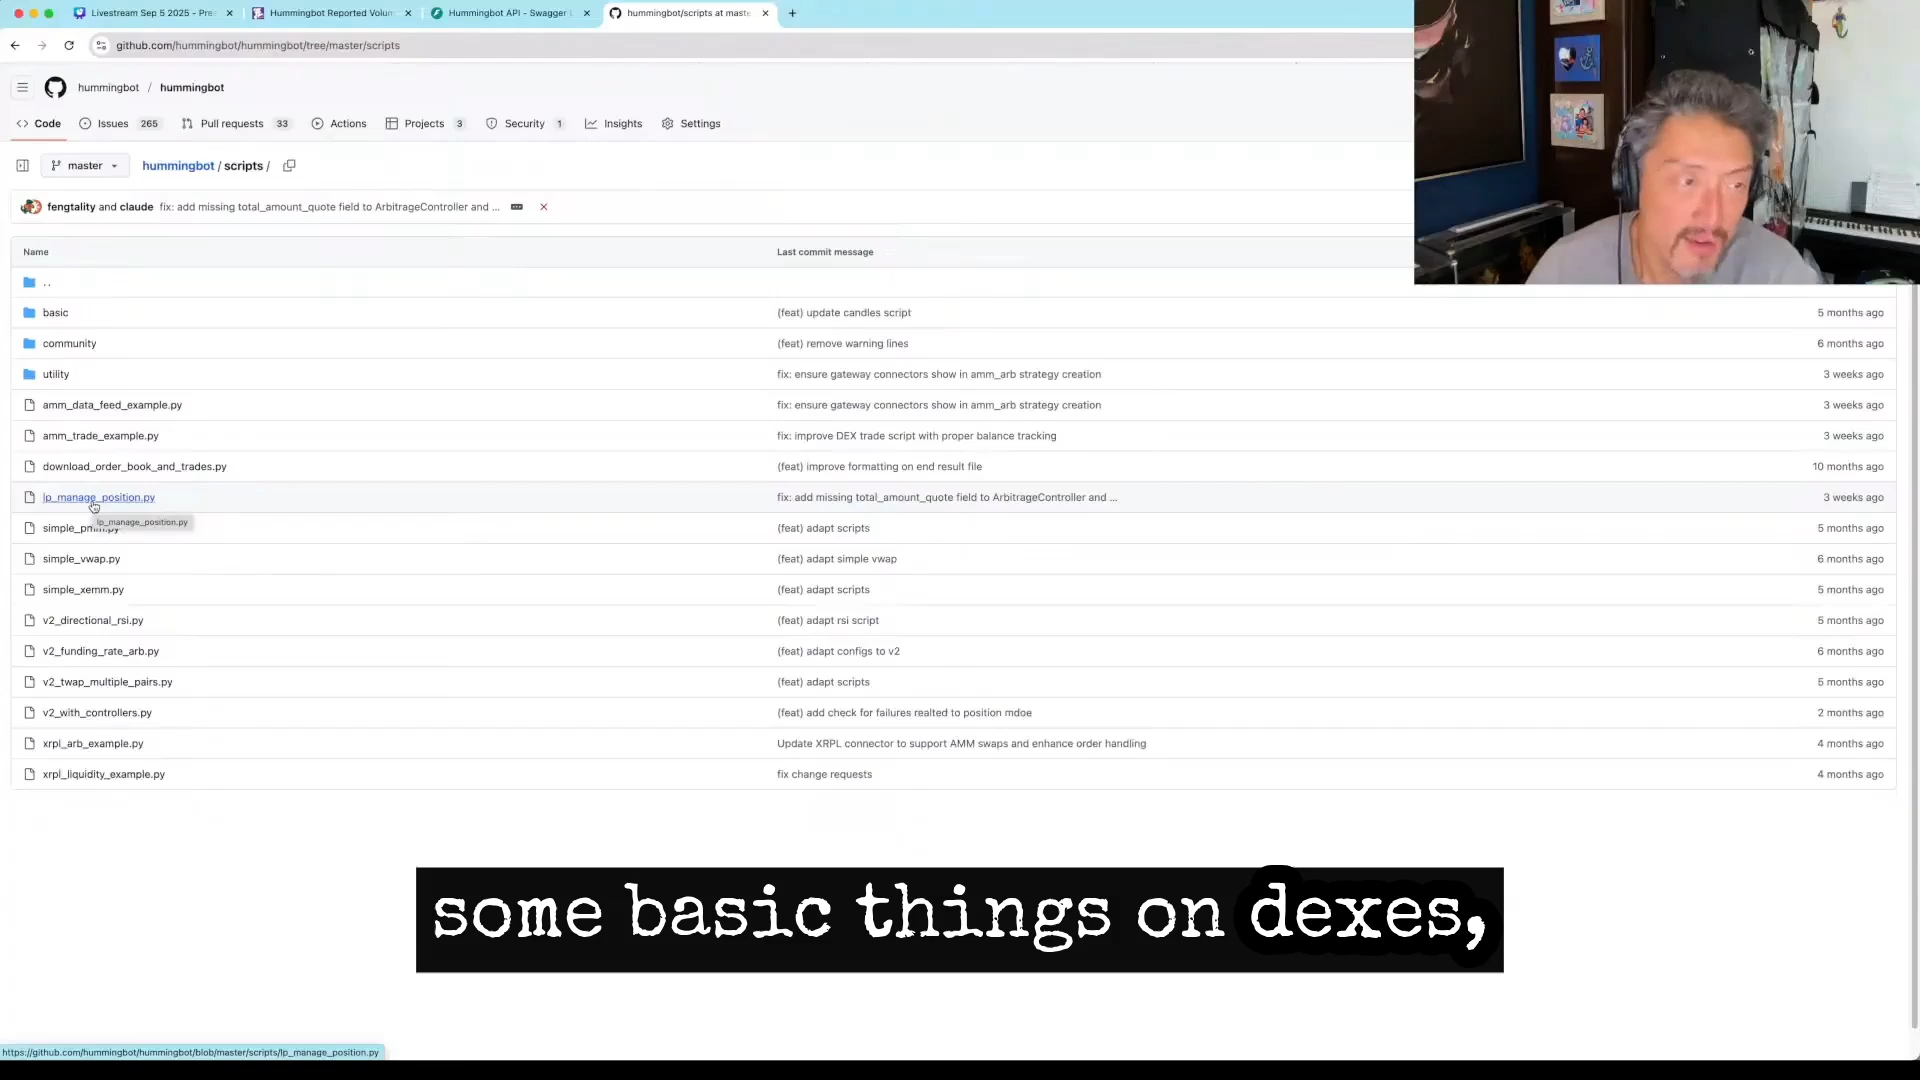 Livestream Sep 5 2025 - Pre
Hummingbot Reported Volun
Hummingbot API - Swagger
hummingbot/scripts at maste
github.com/hummingbot/hummingbot/tree/master/scripts
hummingbot / hummingbot
Code
Issues 265
Pull requests 33
Actions
Projects 3
Security 1
Insights
Settings
master
hummingbot / scripts /
fengtality and claude fix: add missing total_amount_quote field to ArbitrageController and ...
Name Last commit message
..
basic (feat) update candles script 5 months ago
community (feat) remove warning lines 6 months ago
utility fix: ensure gateway connectors show in amm_arb strategy creation 3 weeks ago
amm_data_feed_example.py fix: ensure gateway connectors show in amm_arb strategy creation 3 weeks ago
amm_trade_example.py fix: improve DEX trade script with proper balance tracking 3 weeks ago
download_order_book_and_trades.py (feat) improve formatting on end result file 10 months ago
lp_manage_position.py fix: add missing total_amount_quote field to ArbitrageController and ... 3 weeks ago
lp_manage_position.py
simple_pmm.py (feat) adapt scripts 5 months ago
simple_vwap.py (feat) adapt simple vwap 6 months ago
simple_xemm.py (feat) adapt scripts 5 months ago
v2_directional_rsi.py (feat) adapt rsi script 5 months ago
v2_funding_rate_arb.py (feat) adapt configs to v2 6 months ago
v2_twap_multiple_pairs.py (feat) adapt scripts 5 months ago
v2_with_controllers.py (feat) add check for failures realted to position mdoe 2 months ago
xrpl_arb_example.py Update XRPL connector to support AMM swaps and enhance order handling 4 months ago
xrpl_liquidity_example.py fix change requests 4 months ago
some basic things on dexes,
https://github.com/hummingbot/hummingbot/blob/master/scripts/lp_manage_position.py